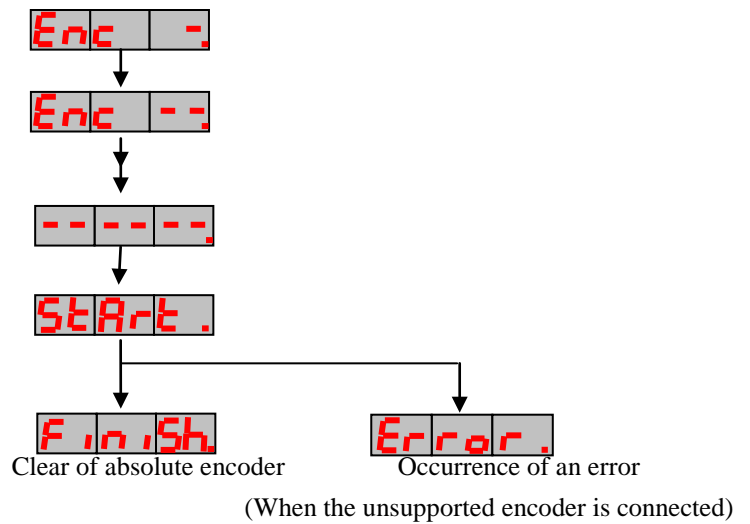 Enc -.
Enc --.
------.
StArt .
FiniSh.
Error.
Clear of absolute encoder
Occurrence of an error
(When the unsupported encoder is connected)